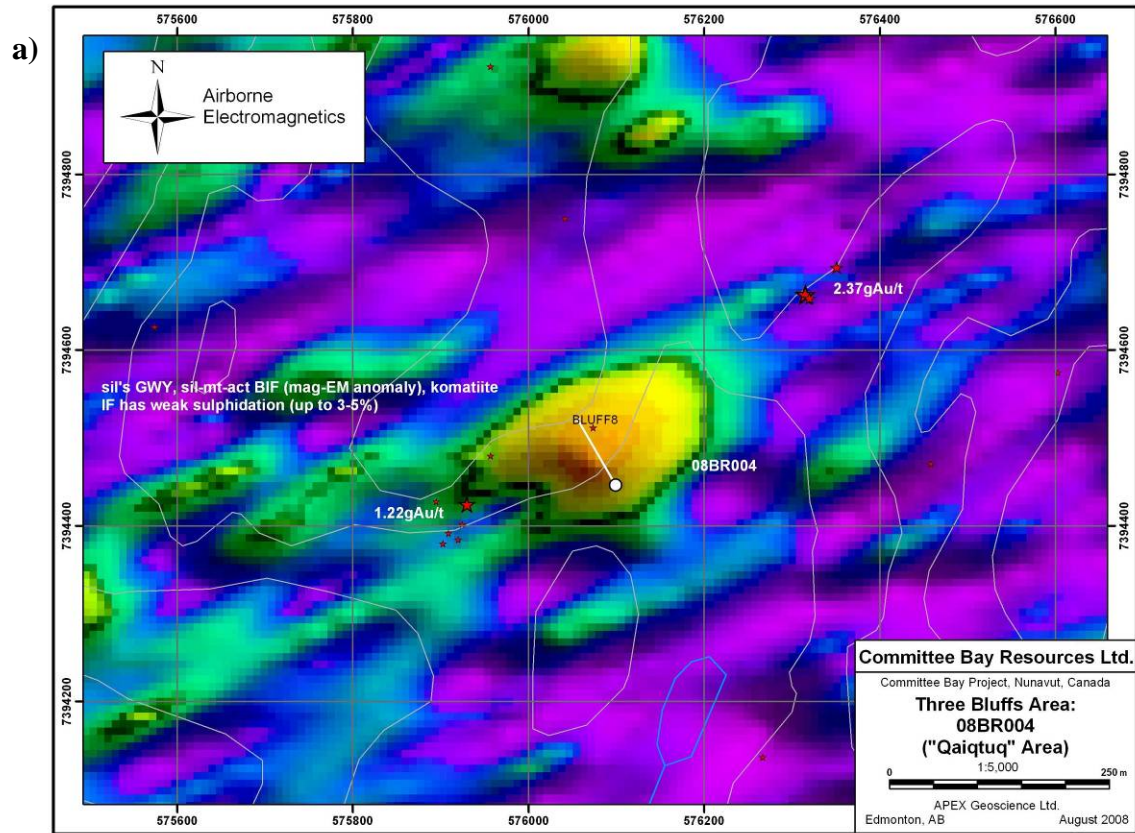 a)
575600 575800 576000 576200 576400 576600
N
Airborne
Electromagnetics
7394800
7394800
2.37gAu/t
7394600
7394600
sil's GWY, sil-mt-act BIF (mag-EM anomaly), komatiite
IF has weak sulphidation (up to 3-5%)
BLUFF8
08BR004
1.22gAu/t
7394400
7394400
7394200
Committee Bay Resources Ltd.
Committee Bay Project, Nunavut, Canada
Three Bluffs Area:
08BR004
("Qaiqtuq" Area)
1:5,000
0 250 m
APEX Geoscience Ltd.
Edmonton, AB August 2008
575600 575800 576000 576200